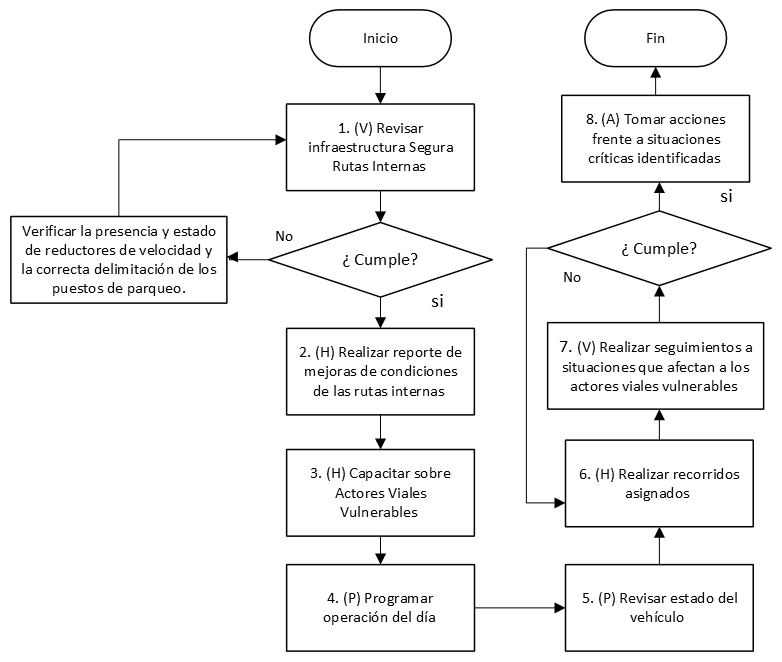 Inicio
1. (V) Revisar
infraestructura Segura
Rutas Internas
¿ Cumple?
No
Verificar la presencia y estado
de reductores de velocidad y
la correcta delimitación de los
puestos de parqueo.
si
2. (H) Realizar reporte de
mejoras de condiciones
de las rutas internas
3. (H) Capacitar sobre
Actores Viales
Vulnerables
4. (P) Programar
operación del día
5. (P) Revisar estado del
vehículo
6. (H) Realizar recorridos
asignados
7. (V) Realizar seguimientos a
situaciones que afectan a los
actores viales vulnerables
¿ Cumple?
No
si
8. (A) Tomar acciones
frente a situaciones
críticas identificadas
Fin